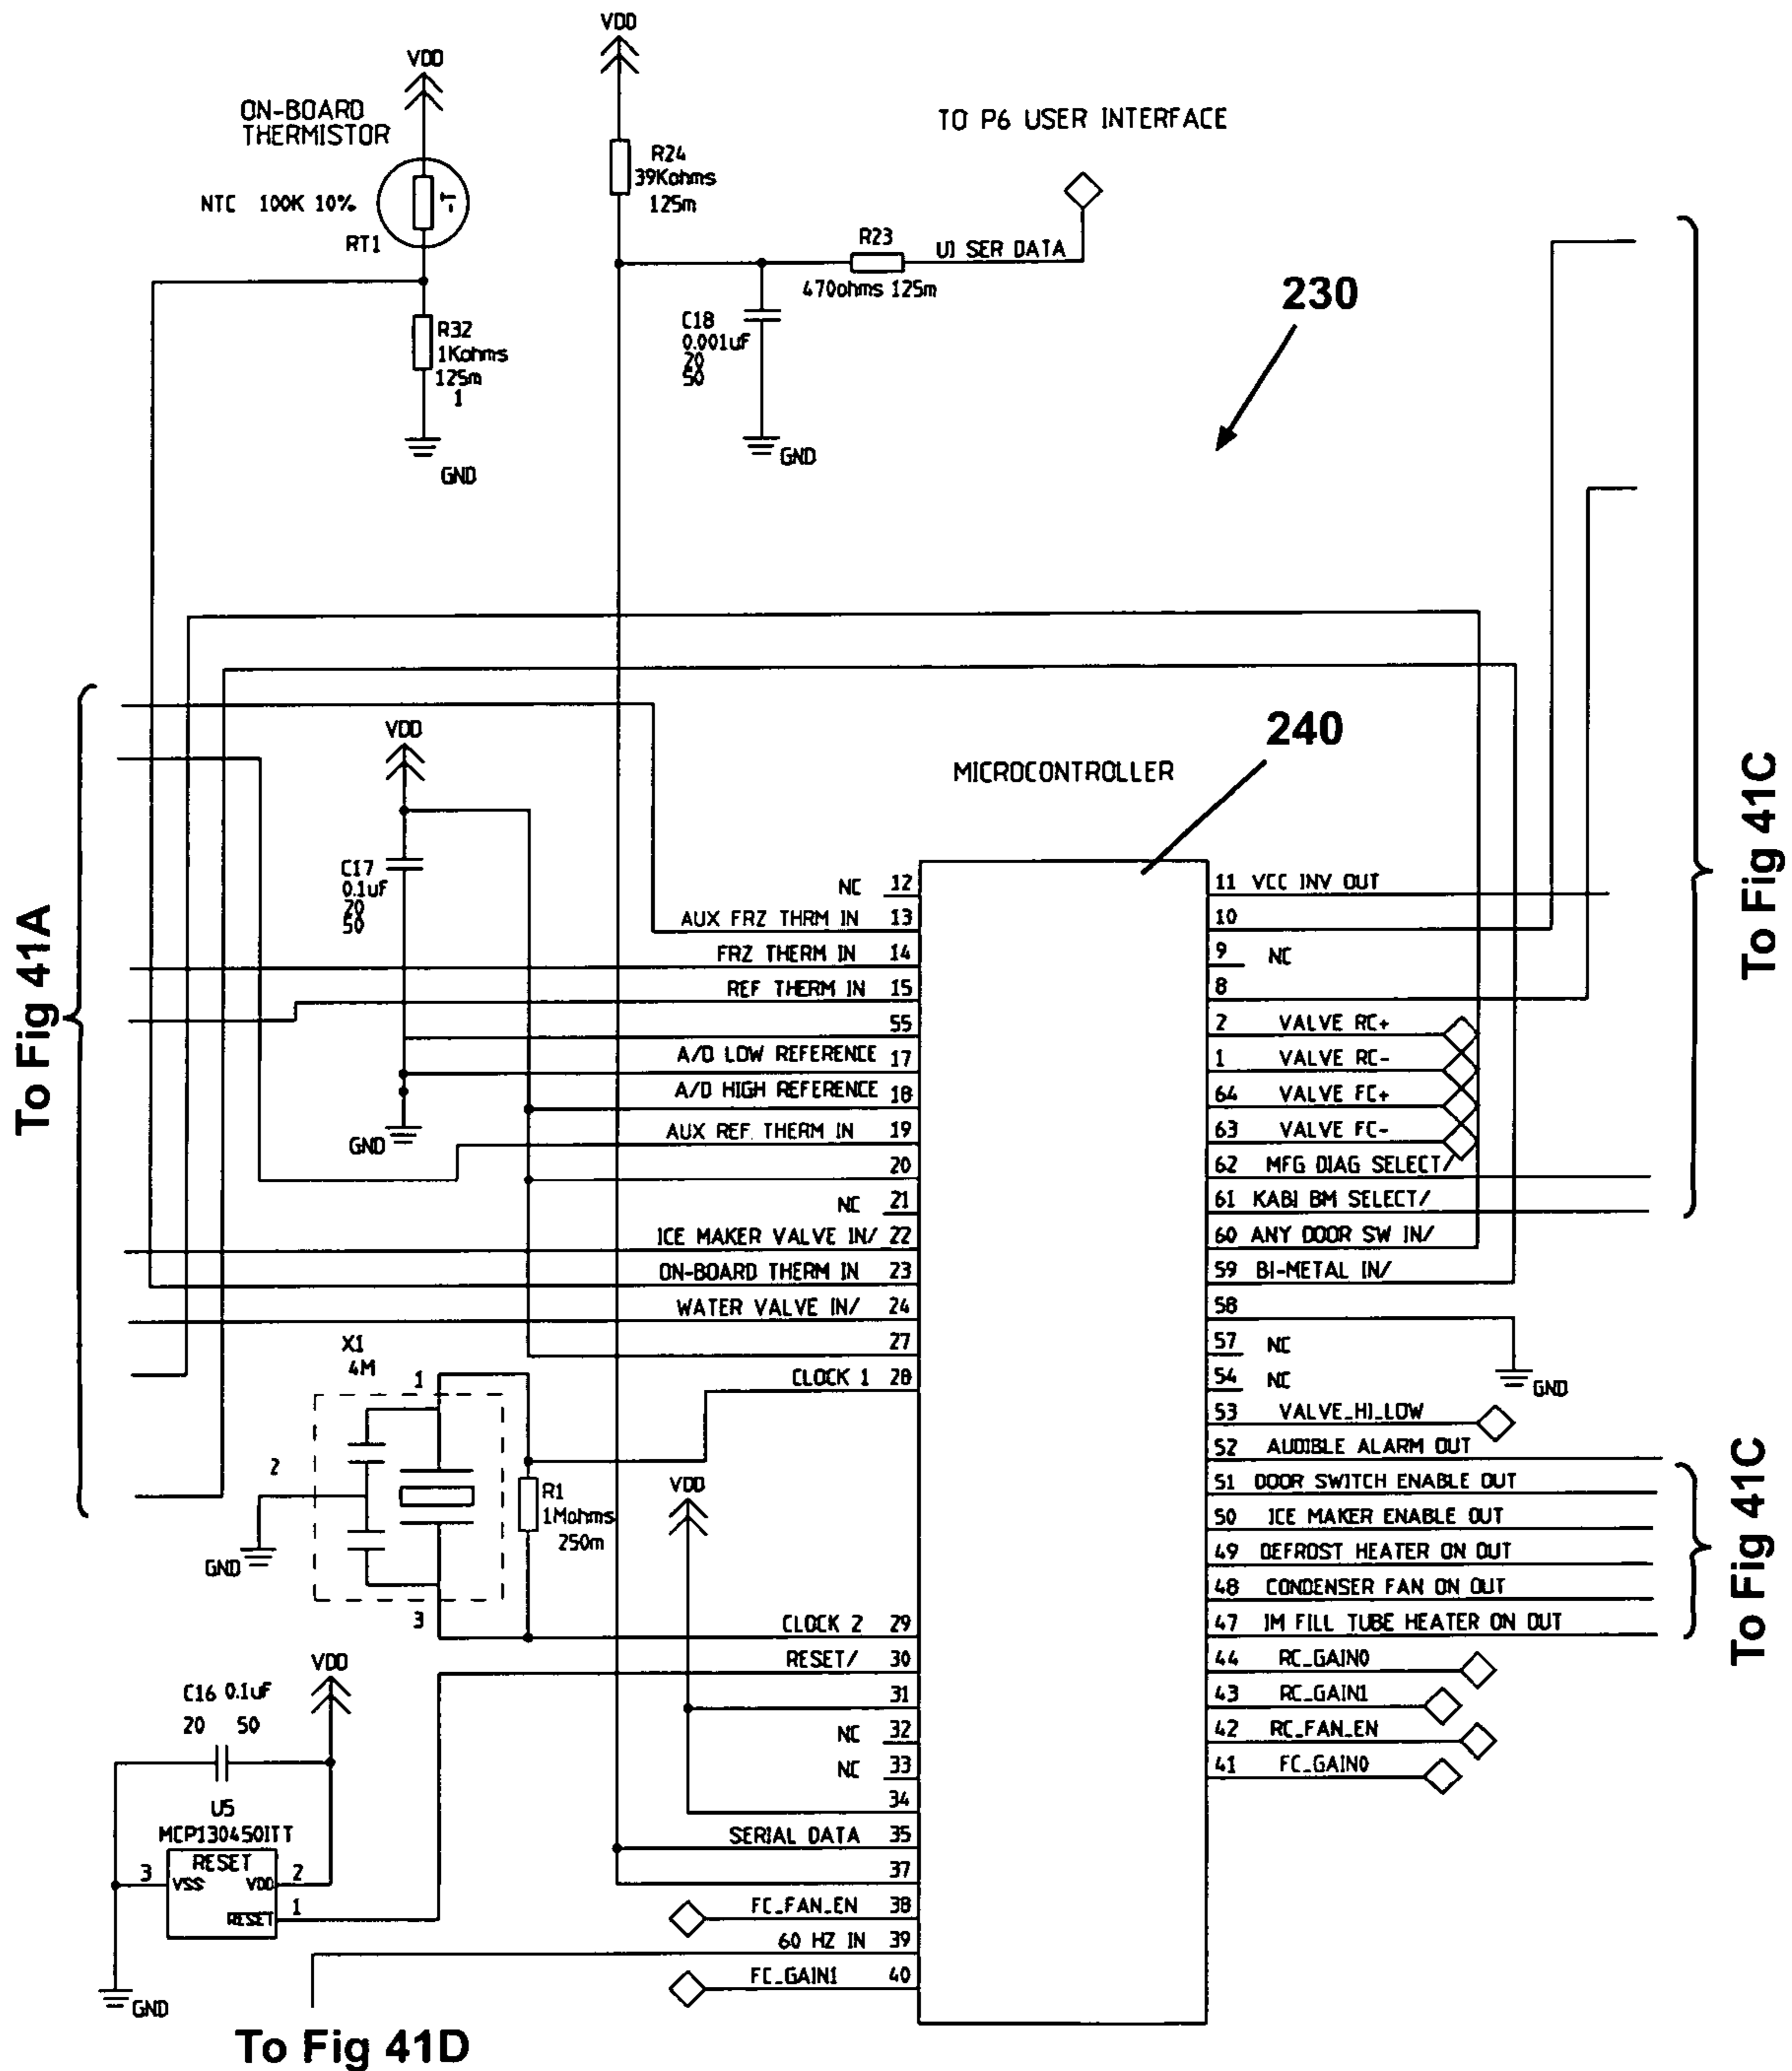 VDD
VDD
ON-BOARD
THERMISTOR
NTC 100K 10%
-T
RT1
R24
39Kohms
125m
TO P6 USER INTERFACE
R23
UI SER DATA
470ohms 125m
C18
0.001uF
20
50
GND
R32
1Kohms
125m
1
GND
230
To Fig 41A
To Fig 41C
VDD
C17
0.1uF
20
50
GND
MICROCONTROLLER
240
NC 12
AUX FRZ THRM IN 13
FRZ THERM IN 14
REF THERM IN 15
55
A/D LOW REFERENCE 17
A/D HIGH REFERENCE 18
AUX REF THERM IN 19
20
NC 21
ICE MAKER VALVE IN/ 22
ON-BOARD THERM IN 23
WATER VALVE IN/ 24
27
CLOCK 1 28
CLOCK 2 29
RESET/ 30
31
NC 32
NC 33
34
SERIAL DATA 35
37
FC_FAN_EN 38
60 HZ IN 39
FC_GAIN1 40
11 VCC INV OUT
10
9 NC
8
2 VALVE RC+
1 VALVE RC-
64 VALVE FC+
63 VALVE FC-
62 MFG DIAG SELECT/
61 KABI BM SELECT/
60 ANY DOOR SW IN/
59 BI-METAL IN/
58
57 NC
54 NC
GND
53 VALVE_HI_LOW
52 AUDIBLE ALARM OUT
51 DOOR SWITCH ENABLE OUT
50 ICE MAKER ENABLE OUT
49 DEFROST HEATER ON OUT
48 CONDENSER FAN ON OUT
47 IM FILL TUBE HEATER ON OUT
44 RC_GAIN0
43 RC_GAIN1
42 RC_FAN_EN
41 FC_GAIN0
To Fig 41C
X1
4M
1
2
3
GND
R1
1Mohms
250m
VDD
VDD
C16 0.1uF
20 50
U5
MCP130450ITT
RESET
3 VSS VDD 2
RESET 1
GND
To Fig 41D